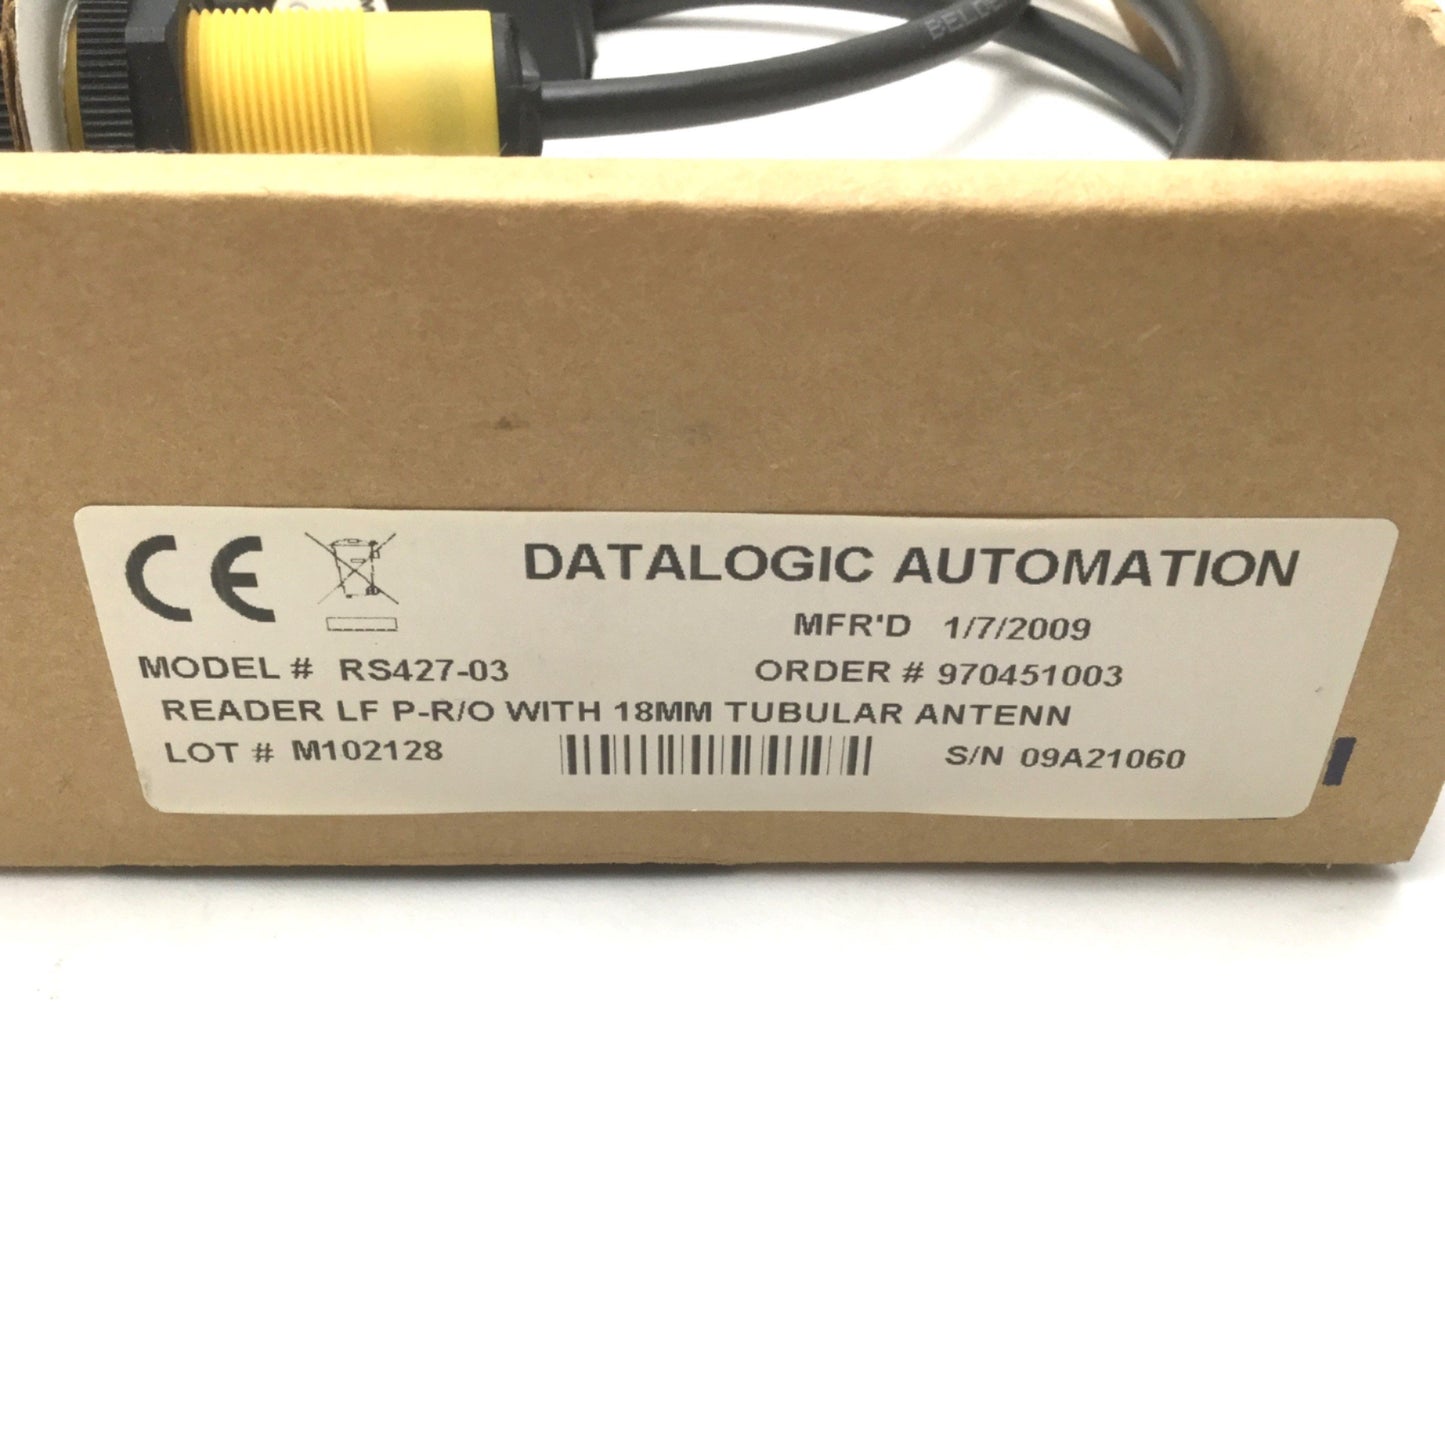 BELDEN
CE
DATALOGIC AUTOMATION
MFR'D 1/7/2009
MODEL # RS427-03
ORDER # 970451003
READER LF P-R/O WITH 18MM TUBULAR ANTENN
LOT # M102128
S/N 09A21060